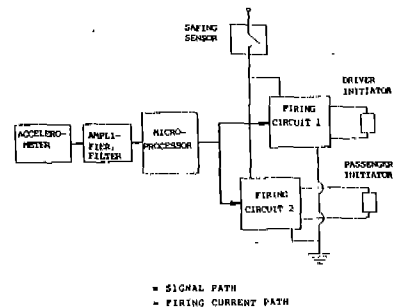 SAFING
SENSOR
DRIVER
INITIATOR
FIRING
CIRCUIT 1
ACCELERO-
METER
AMPLI-
FIER,
FILTER
MICRO-
PROCESSOR
PASSENGER
INITIATOR
FIRING
CIRCUIT 2
= SIGNAL PATH
= FIRING CURRENT PATH